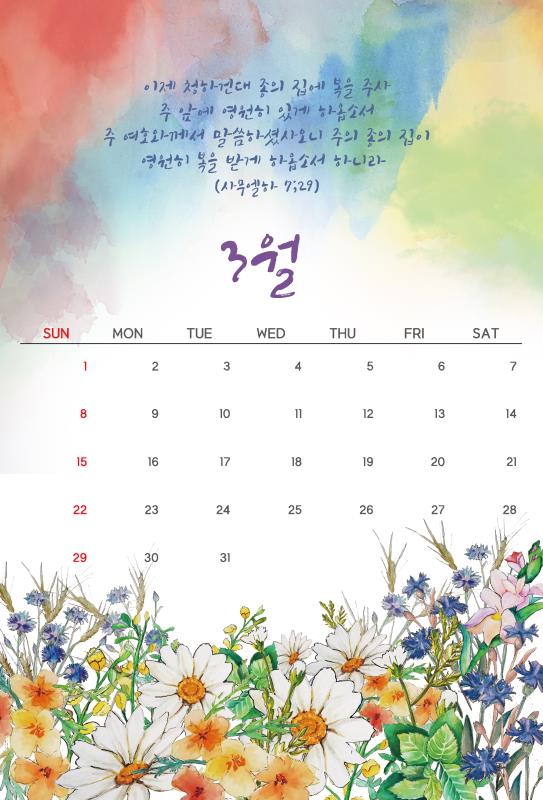 이제 청하건대 종의 집에 복을 주사
주 앞에 영원히 있게 하옵소서
주 여호와께서 말씀하셨사오니 주의 종의 집이
영원히 복을 받게 하옵소서 하니라
(사무엘하 7;29)
3월
SUN MON TUE WED THU FRI SAT
1 2 3 4 5 6 7
8 9 10 11 12 13 14
15 16 17 18 19 20 21
22 23 24 25 26 27 28
29 30 31